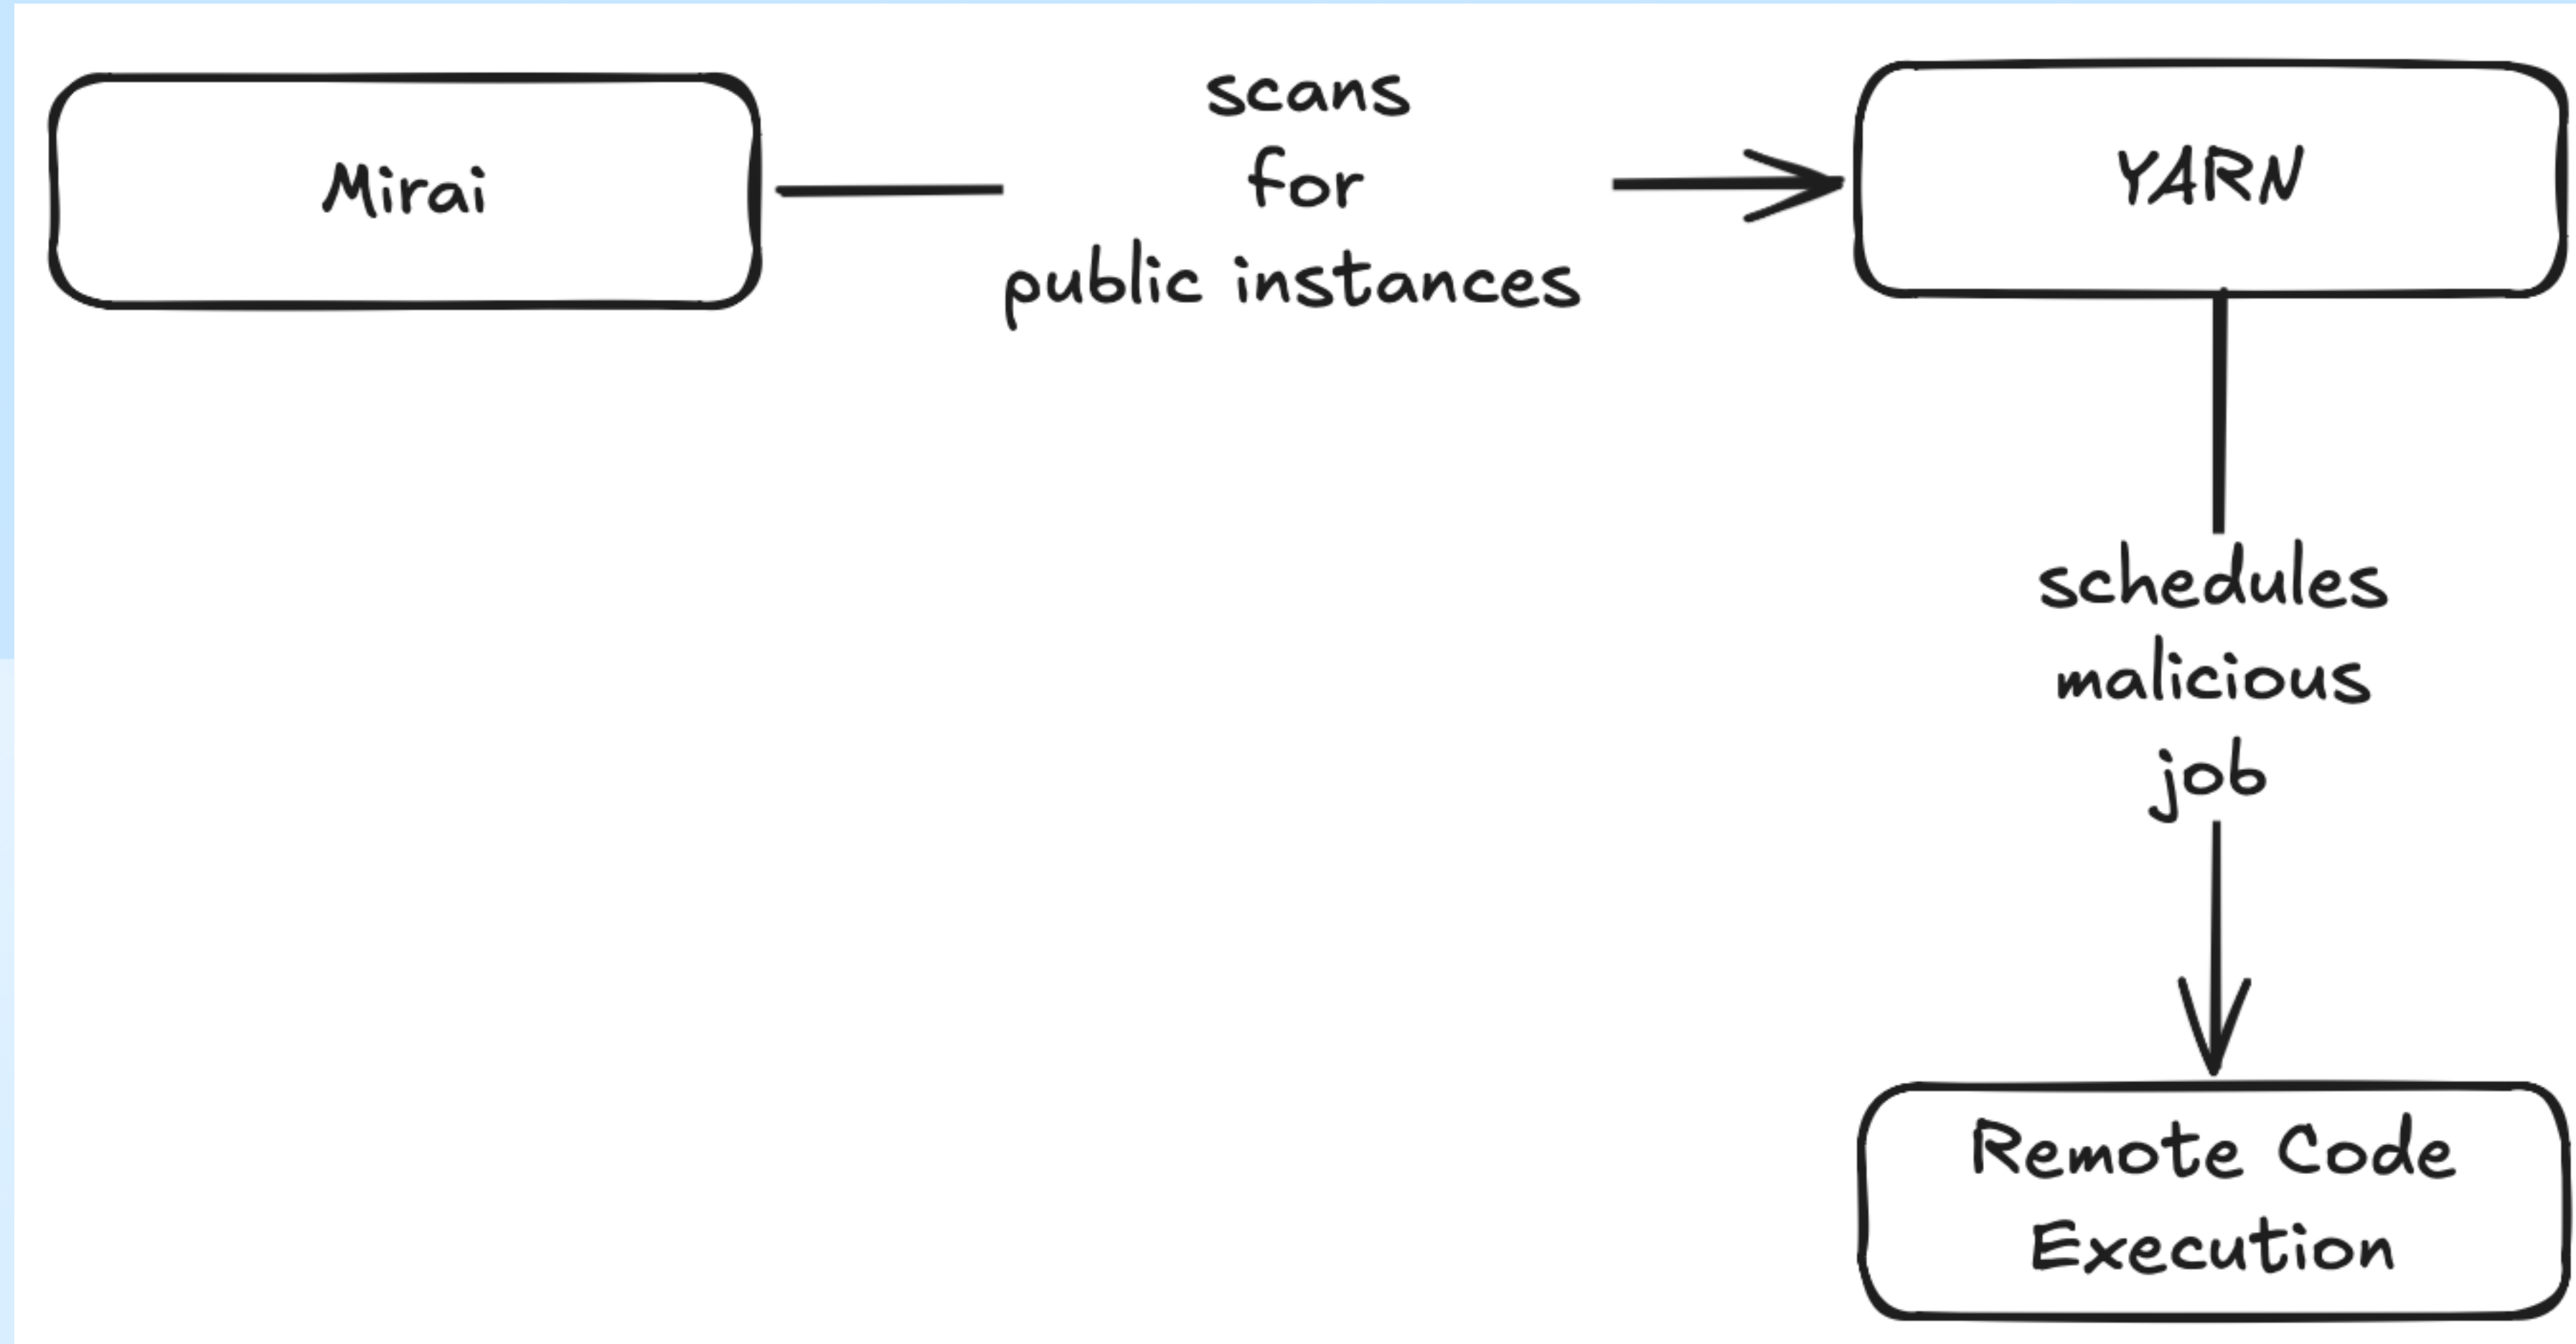 Mirai
scans
for
public instances
YARN
schedules
malicious
job
Remote Code
Execution